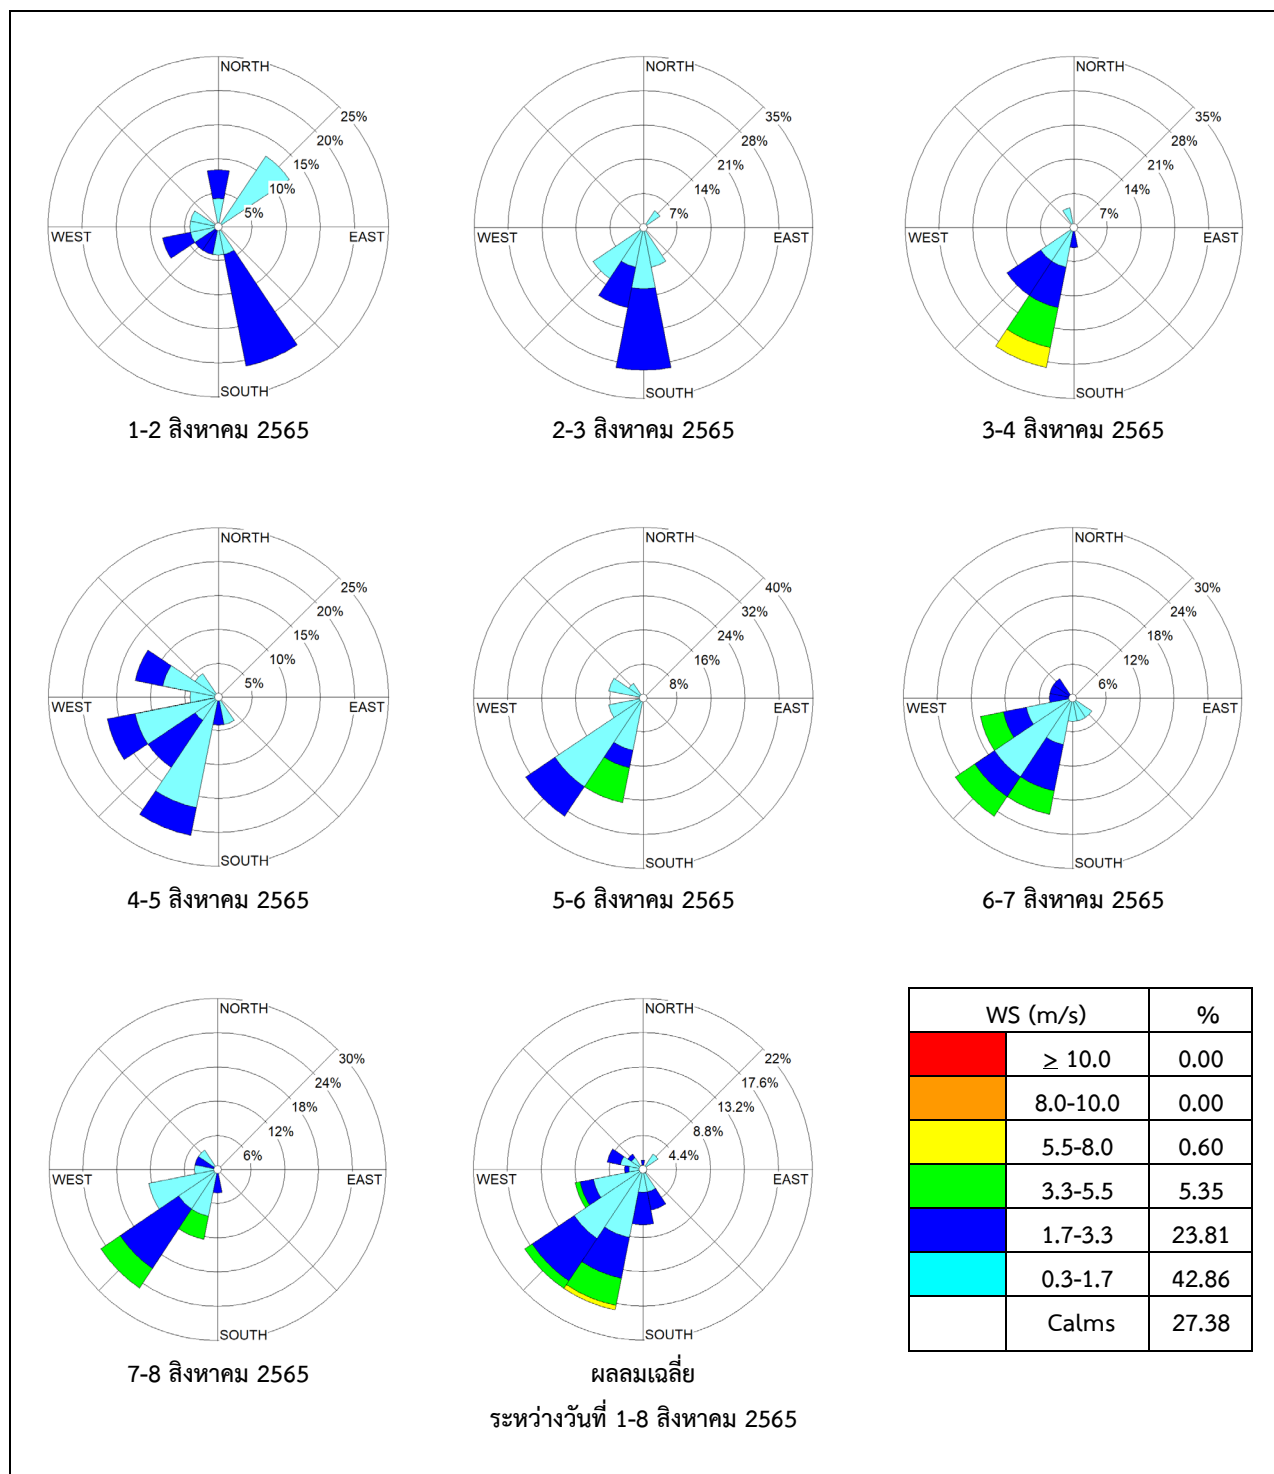 NORTH
25%
20%
15%
10%
5%
WEST
EAST
SOUTH
1-2 สิงหาคม 2565
NORTH
35%
28%
21%
14%
7%
WEST
EAST
SOUTH
2-3 สิงหาคม 2565
NORTH
35%
28%
21%
14%
7%
WEST
EAST
SOUTH
3-4 สิงหาคม 2565
NORTH
25%
20%
15%
10%
5%
WEST
EAST
SOUTH
4-5 สิงหาคม 2565
NORTH
40%
32%
24%
16%
8%
WEST
EAST
SOUTH
5-6 สิงหาคม 2565
NORTH
30%
24%
18%
12%
6%
WEST
EAST
SOUTH
6-7 สิงหาคม 2565
NORTH
30%
24%
18%
12%
6%
WEST
EAST
SOUTH
7-8 สิงหาคม 2565
NORTH
22%
17.6%
13.2%
8.8%
4.4%
WEST
EAST
SOUTH
ผลลมเฉลี่ย
ระหว่างวันที่ 1-8 สิงหาคม 2565
WS (m/s) %
≥ 10.0 0.00
8.0-10.0 0.00
5.5-8.0 0.60
3.3-5.5 5.35
1.7-3.3 23.81
0.3-1.7 42.86
Calms 27.38